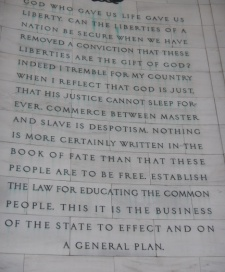 GOD WHO GAVE US LIFE GAVE US
LIBERTY. CAN THE LIBERTIES OF A
NATION BE SECURE WHEN WE HAVE
REMOVED A CONVICTION THAT THESE
LIBERTIES ARE THE GIFT OF GOD?
INDEED I TREMBLE FOR MY COUNTRY
WHEN I REFLECT THAT GOD IS JUST,
THAT HIS JUSTICE CANNOT SLEEP FOR-
EVER. COMMERCE BETWEEN MASTER
AND SLAVE IS DESPOTISM. NOTHING
IS MORE CERTAINLY WRITTEN IN THE
BOOK OF FATE THAN THAT THESE
PEOPLE ARE TO BE FREE. ESTABLISH
THE LAW FOR EDUCATING THE COMMON
PEOPLE. THIS IT IS THE BUSINESS
OF THE STATE TO EFFECT AND ON
A GENERAL PLAN.